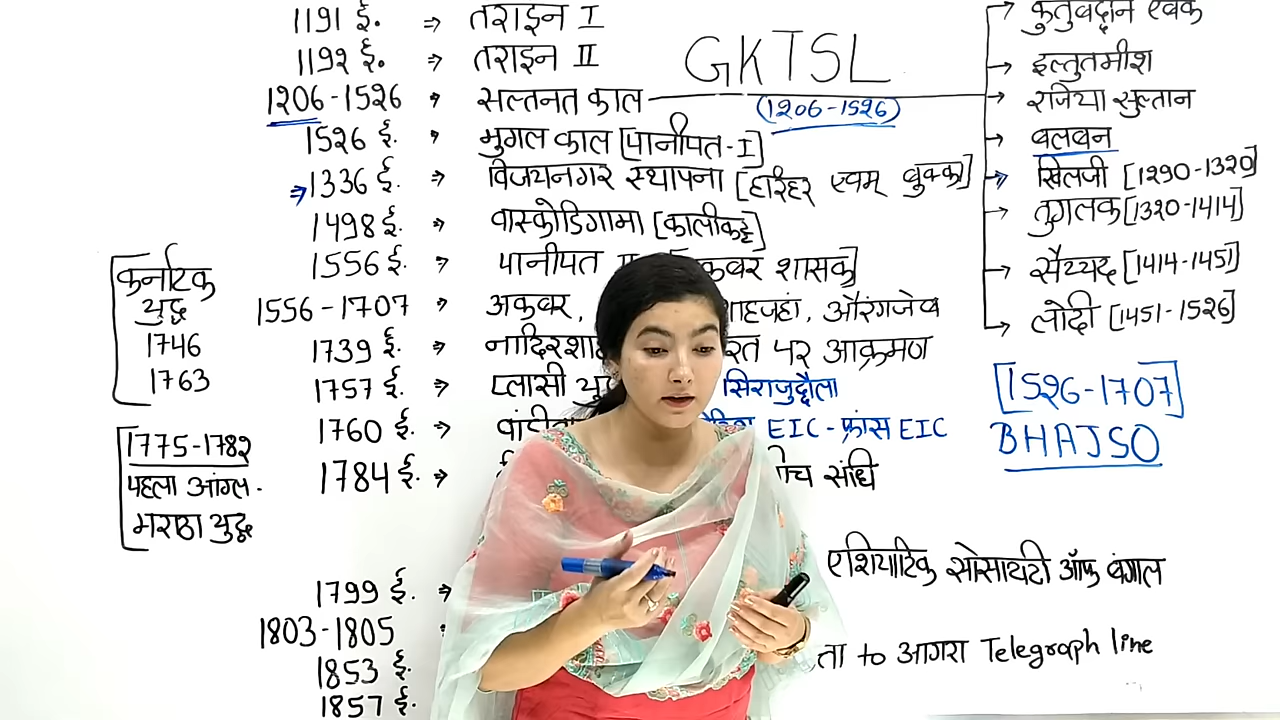 1191 ई. ⇒ तराइन I
1192 ई. ⇒ तराइन II
1206-1526 ⇒ सल्तनत काल
1526 ई. ⇒ मुगल काल [पानीपत-I]
⇒ 1336 ई. ⇒ विजयनगर स्थापना [हरिहर एवम् बुक्का]
1498 ई. ⇒ वास्कोडिगामा [कालीकट]
1556 ई. ⇒ पानीपत शासक]
1556-1707 ⇒ अकबर, औरंगजेब
1739 ई. ⇒ पर आक्रमण
1757 ई. ⇒ प्लासी सिराजुद्दौला
1760 ई. ⇒ EIC-फ्रांस EIC
1784 ई. ⇒ संधि
1799 ई. एशियाटिक सोसायटी ऑफ बंगाल
1803-1805
1853 ई. to आगरा Telegraph line
1857 ई.
कर्नाटक
युद्ध
1746
1763
1775-1782
पहला आंग्ल-
मराठा युद्ध
GKTSL
(1206-1526)
कुतुबद्दीन ऐबक
→ इल्तुतमीश
→ रजिया सुल्तान
→ बलबन
→ खिलजी [1290-1320]
→ तुगलक [1320-1414]
→ सैय्यद [1414-1451]
→ लोदी [1451-1526]
[1526-1707]
BHAJSO